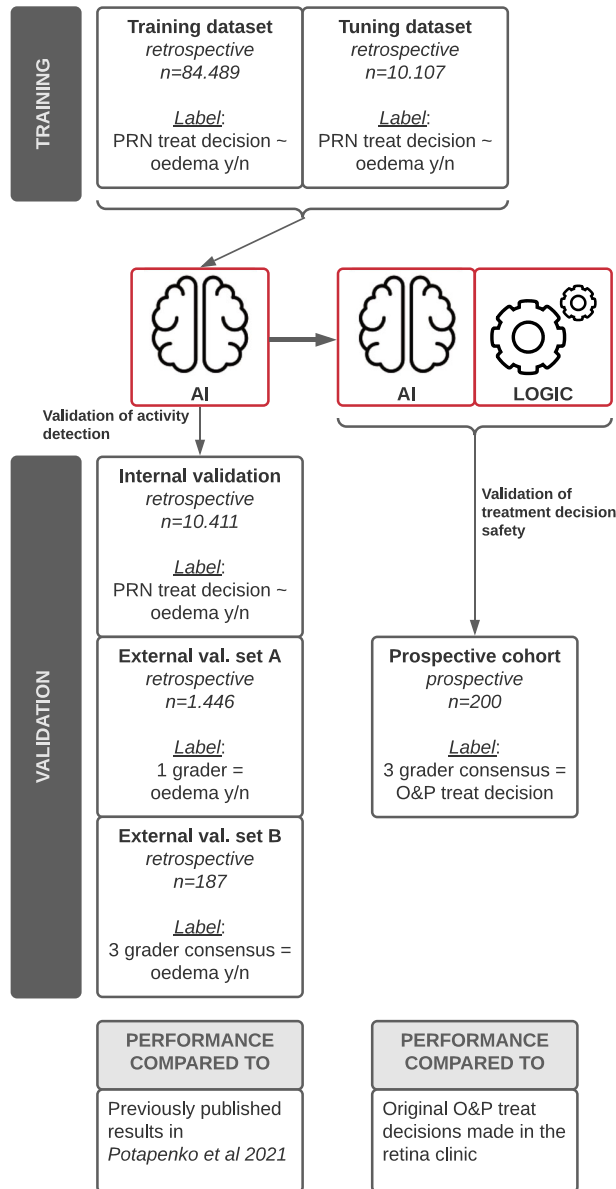 TRAINING
Training dataset
retrospective
n=84.489
Label:
PRN treat decision ~
oedema y/n
Tuning dataset
retrospective
n=10.107
Label:
PRN treat decision ~
oedema y/n
AI
AI
LOGIC
Validation of activity
detection
Validation of
treatment decision
safety
VALIDATION
Internal validation
retrospective
n=10.411
Label:
PRN treat decision ~
oedema y/n
External val. set A
retrospective
n=1.446
Label:
1 grader =
oedema y/n
External val. set B
retrospective
n=187
Label:
3 grader consensus =
oedema y/n
Prospective cohort
prospective
n=200
Label:
3 grader consensus =
O&P treat decision
PERFORMANCE
COMPARED TO
Previously published
results in
Potapenko et al 2021
PERFORMANCE
COMPARED TO
Original O&P treat
decisions made in the
retina clinic